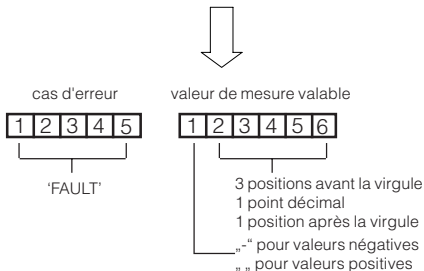 cas d'erreur
valeur de mesure valable
1 2 3 4 5
1 2 3 4 5 6
'FAULT'
3 positions avant la virgule
1 point décimal
1 position après la virgule
„-“ pour valeurs négatives
„ „ pour valeurs positives